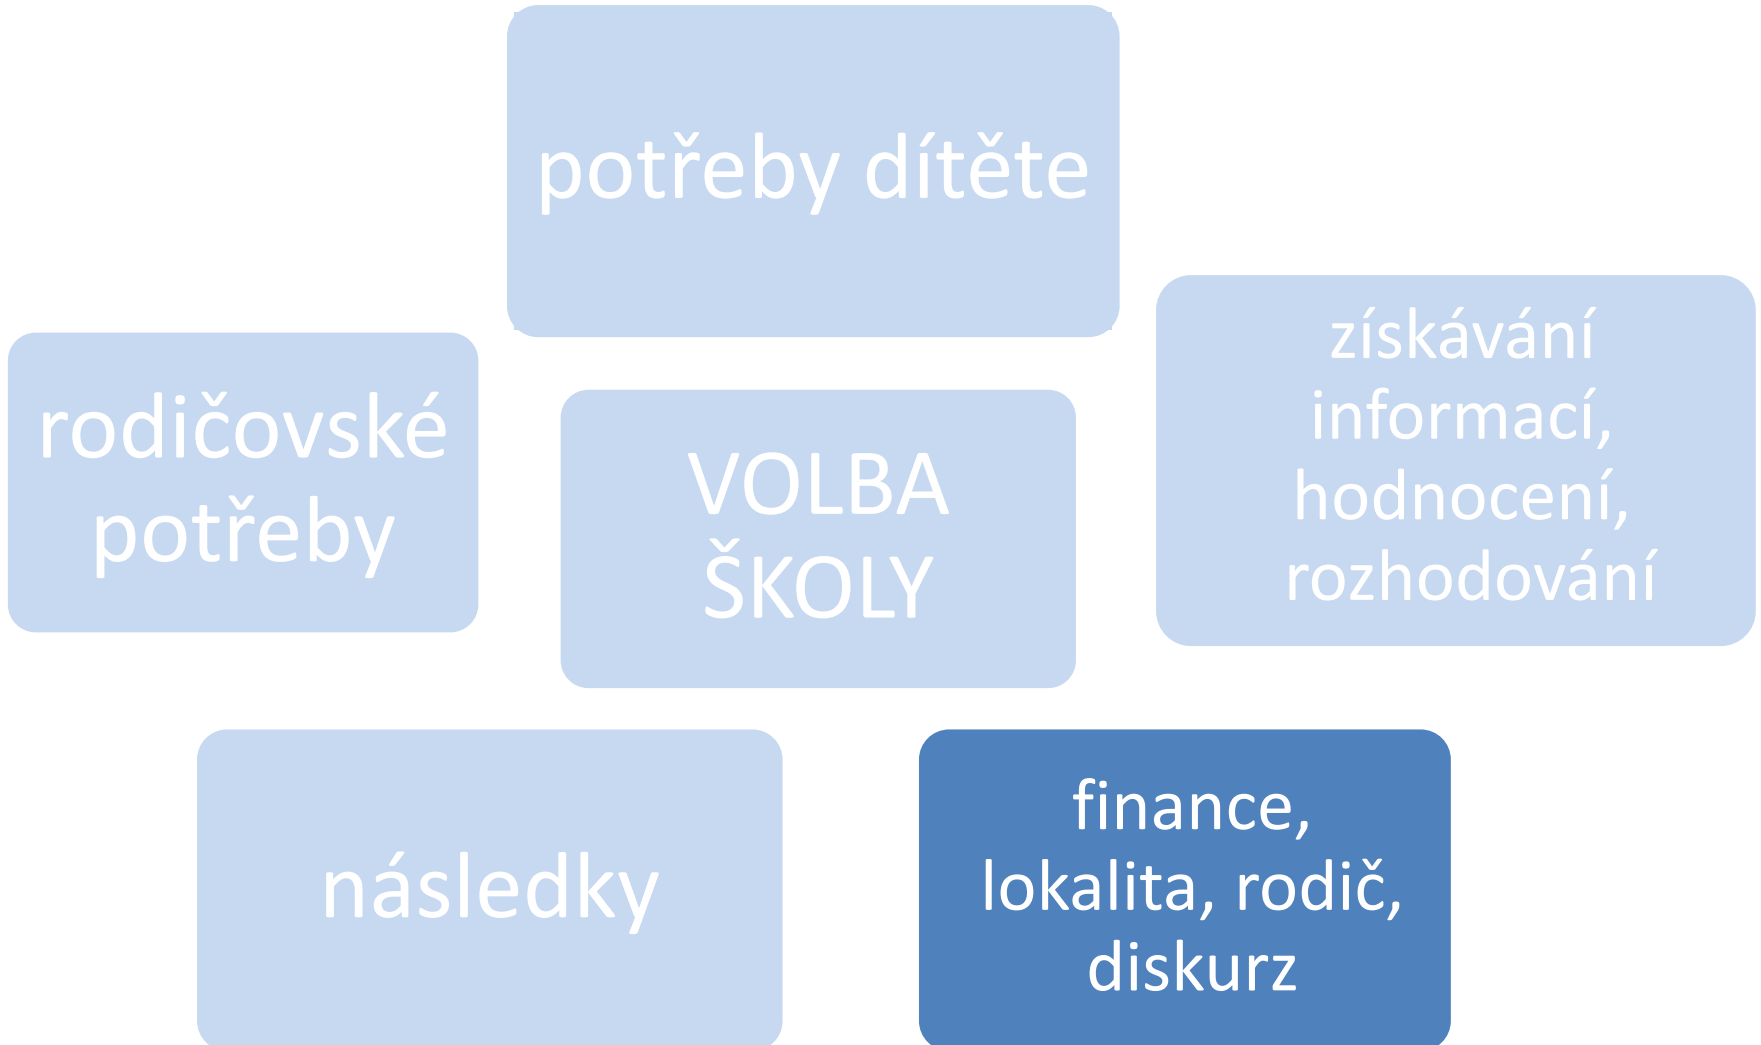 potřeby dítěte
rodičovské
potřeby
VOLBA
ŠKOLY
získávání
informací,
hodnocení,
rozhodování
následky
finance,
lokalita, rodič,
diskurz